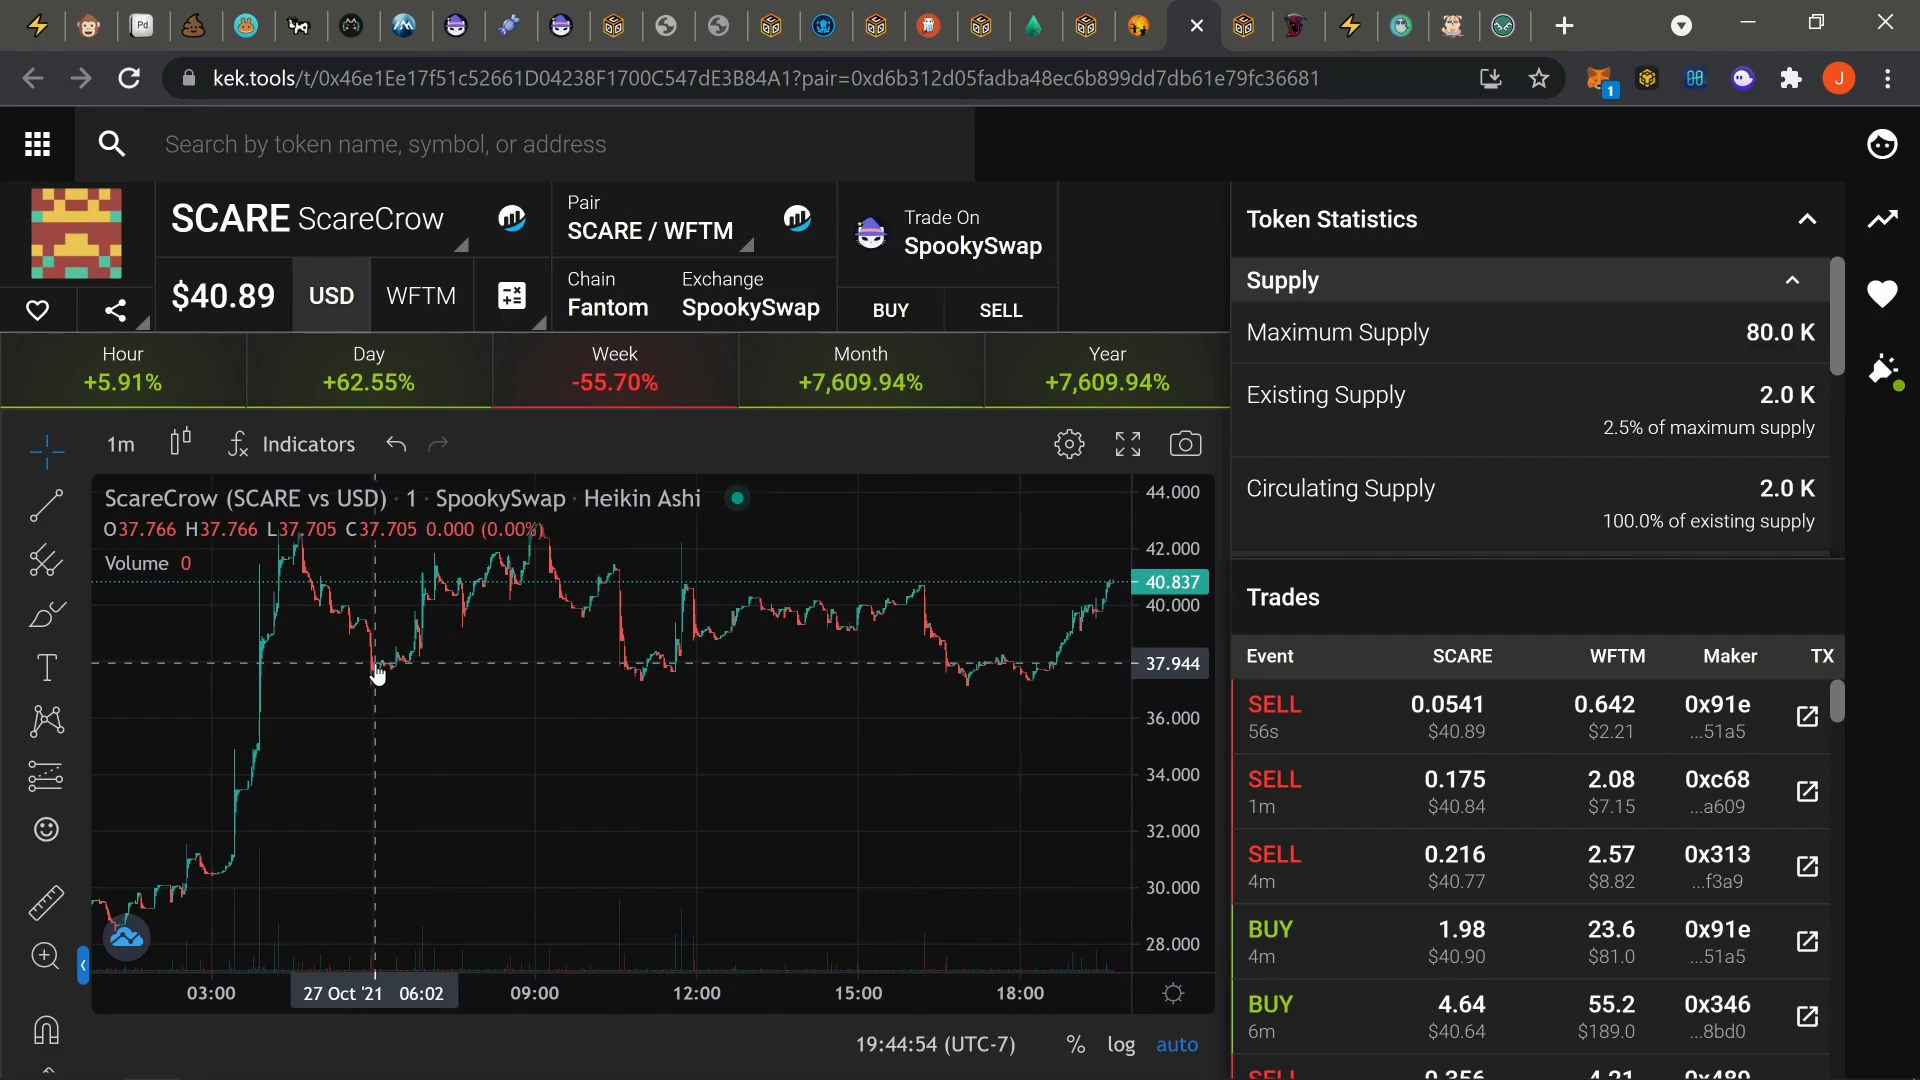 Pd
kek.tools/t/0x46e1Ee17f51c52661D04238F1700C547dE3B84A1?pair=0xd6b312d05fadba48ec6b899dd7db61e79fc36681
1
J
Search by token name, symbol, or address
SCARE ScareCrow
$40.89 USD WFTM
Pair
SCARE / WFTM
Chain Exchange
Fantom SpookySwap
Trade On
SpookySwap
BUY SELL
Hour Day Week Month Year
+5.91% +62.55% -55.70% +7,609.94% +7,609.94%
1m Indicators
ScareCrow (SCARE vs USD) · 1 · SpookySwap · Heikin Ashi
O37.766 H37.766 L37.705 C37.705 0.000 (0.00%)
Volume 0
44.000
42.000
40.837
40.000
37.944
36.000
34.000
32.000
30.000
28.000
03:00 27 Oct '21 06:02 09:00 12:00 15:00 18:00
19:44:54 (UTC-7) % log auto
Token Statistics
Supply
Maximum Supply 80.0 K
Existing Supply 2.0 K
2.5% of maximum supply
Circulating Supply 2.0 K
100.0% of existing supply
Trades
Event SCARE WFTM Maker TX
SELL 0.0541 0.642 0x91e
56s $40.89 $2.21 ...51a5
SELL 0.175 2.08 0xc68
1m $40.84 $7.15 ...a609
SELL 0.216 2.57 0x313
4m $40.77 $8.82 ...f3a9
BUY 1.98 23.6 0x91e
4m $40.90 $81.0 ...51a5
BUY 4.64 55.2 0x346
6m $40.64 $189.0 ...8bd0
SELL 0.356 4.21 0x489